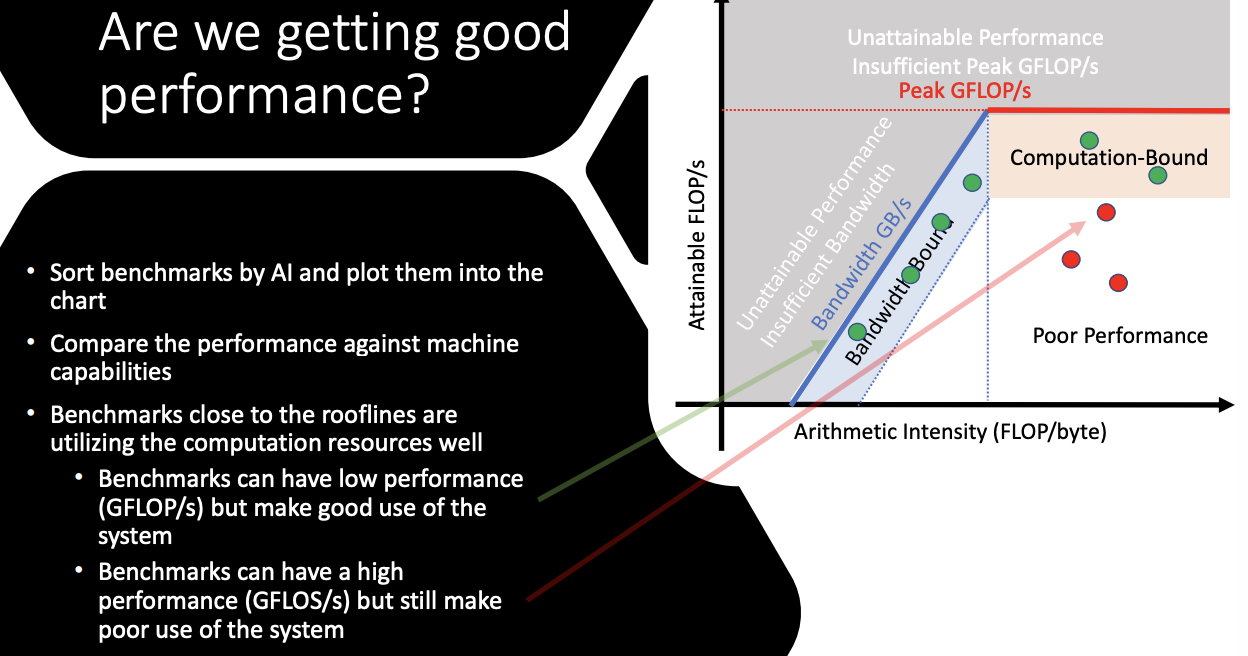 Are we getting good
performance?
• Sort benchmarks by AI and plot them into the
chart
• Compare the performance against machine
capabilities
• Benchmarks close to the rooflines are
utilizing the computation resources well
• Benchmarks can have low performance
(GFLOP/s) but make good use of the
system
• Benchmarks can have a high
performance (GFLOS/s) but still make
poor use of the system
Unattainable Performance
Insufficient Peak GFLOP/s
Peak GFLOP/s
Unattainable Performance
Insufficient Bandwidth
Bandwidth GB/s
Bandwidth-Bound
Computation-Bound
Poor Performance
Attainable FLOP/s
Arithmetic Intensity (FLOP/byte)